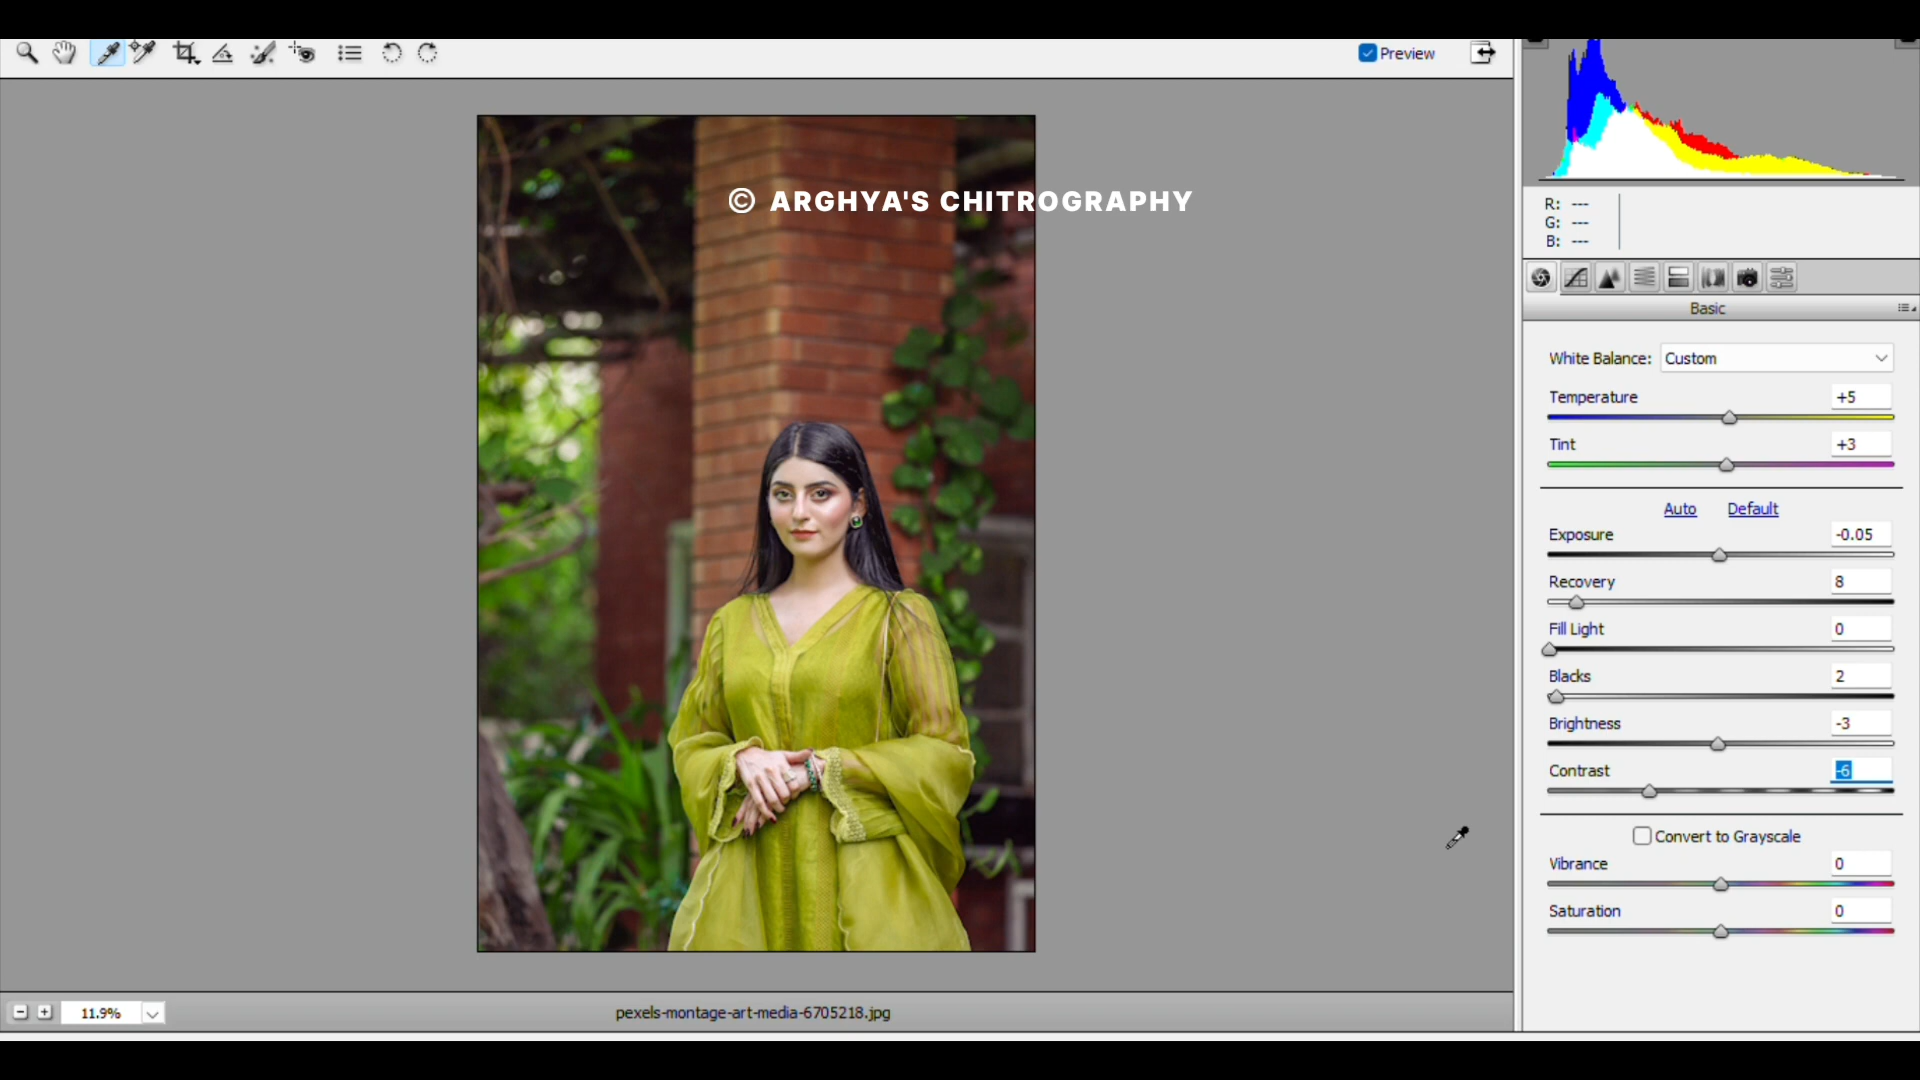 Preview
© ARGHYA'S CHITROGRAPHY
R: ---
G: ---
B: ---
Basic
White Balance: Custom
Temperature +5
Tint +3
Auto Default
Exposure -0.05
Recovery 8
Fill Light 0
Blacks 2
Brightness -3
Contrast -6
Convert to Grayscale
Vibrance 0
Saturation 0
11.9%
pexels-montage-art-media-6705218.jpg